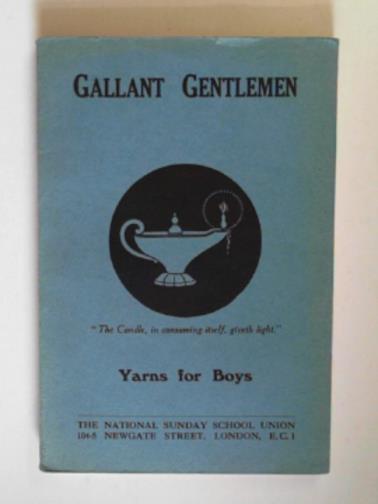 GALLANT GENTLEMEN
"The Candle, in consuming itself, giveth light."
Yarns for Boys
THE NATIONAL SUNDAY SCHOOL UNION
104-5 NEWGATE STREET, LONDON, E.C.1